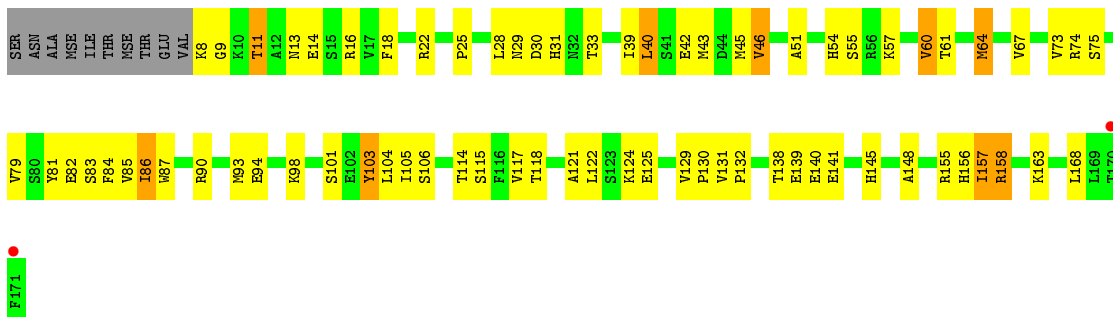 SER ASN ALA MSE ILE THR MSE THR GLU VAL K8 G9 K10 T11 A12 N13 E14 S15 R16 V17 F18 R22 P25 L28 N29 D30 H31 N32 T33 I39 L40 S41 E42 M43 D44 M45 V46 A51 H54 S55 R56 K57 V60 T61 M64 V67 V73 R74 S75
V79 S80 Y81 E82 S83 F84 V85 I86 W87 R90 M93 E94 K98 S101 E102 Y103 L104 I105 S106 T114 S115 F116 V117 T118 A121 L122 S123 K124 E125 V129 P130 V131 P132 T138 E139 E140 E141 H145 A148 R155 H156 I157 R158 K163 L168 L169 T170
F171